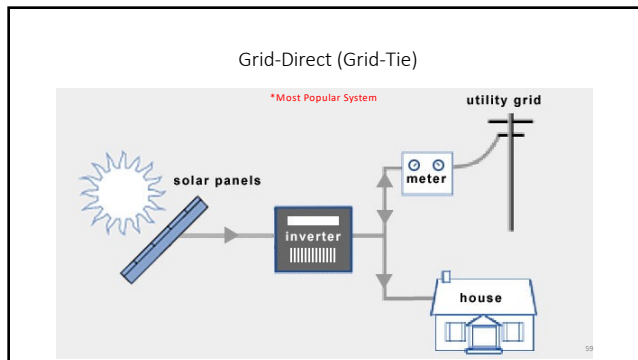 Grid-Direct (Grid-Tie)
*Most Popular System
utility grid
meter
solar panels
inverter
house
59